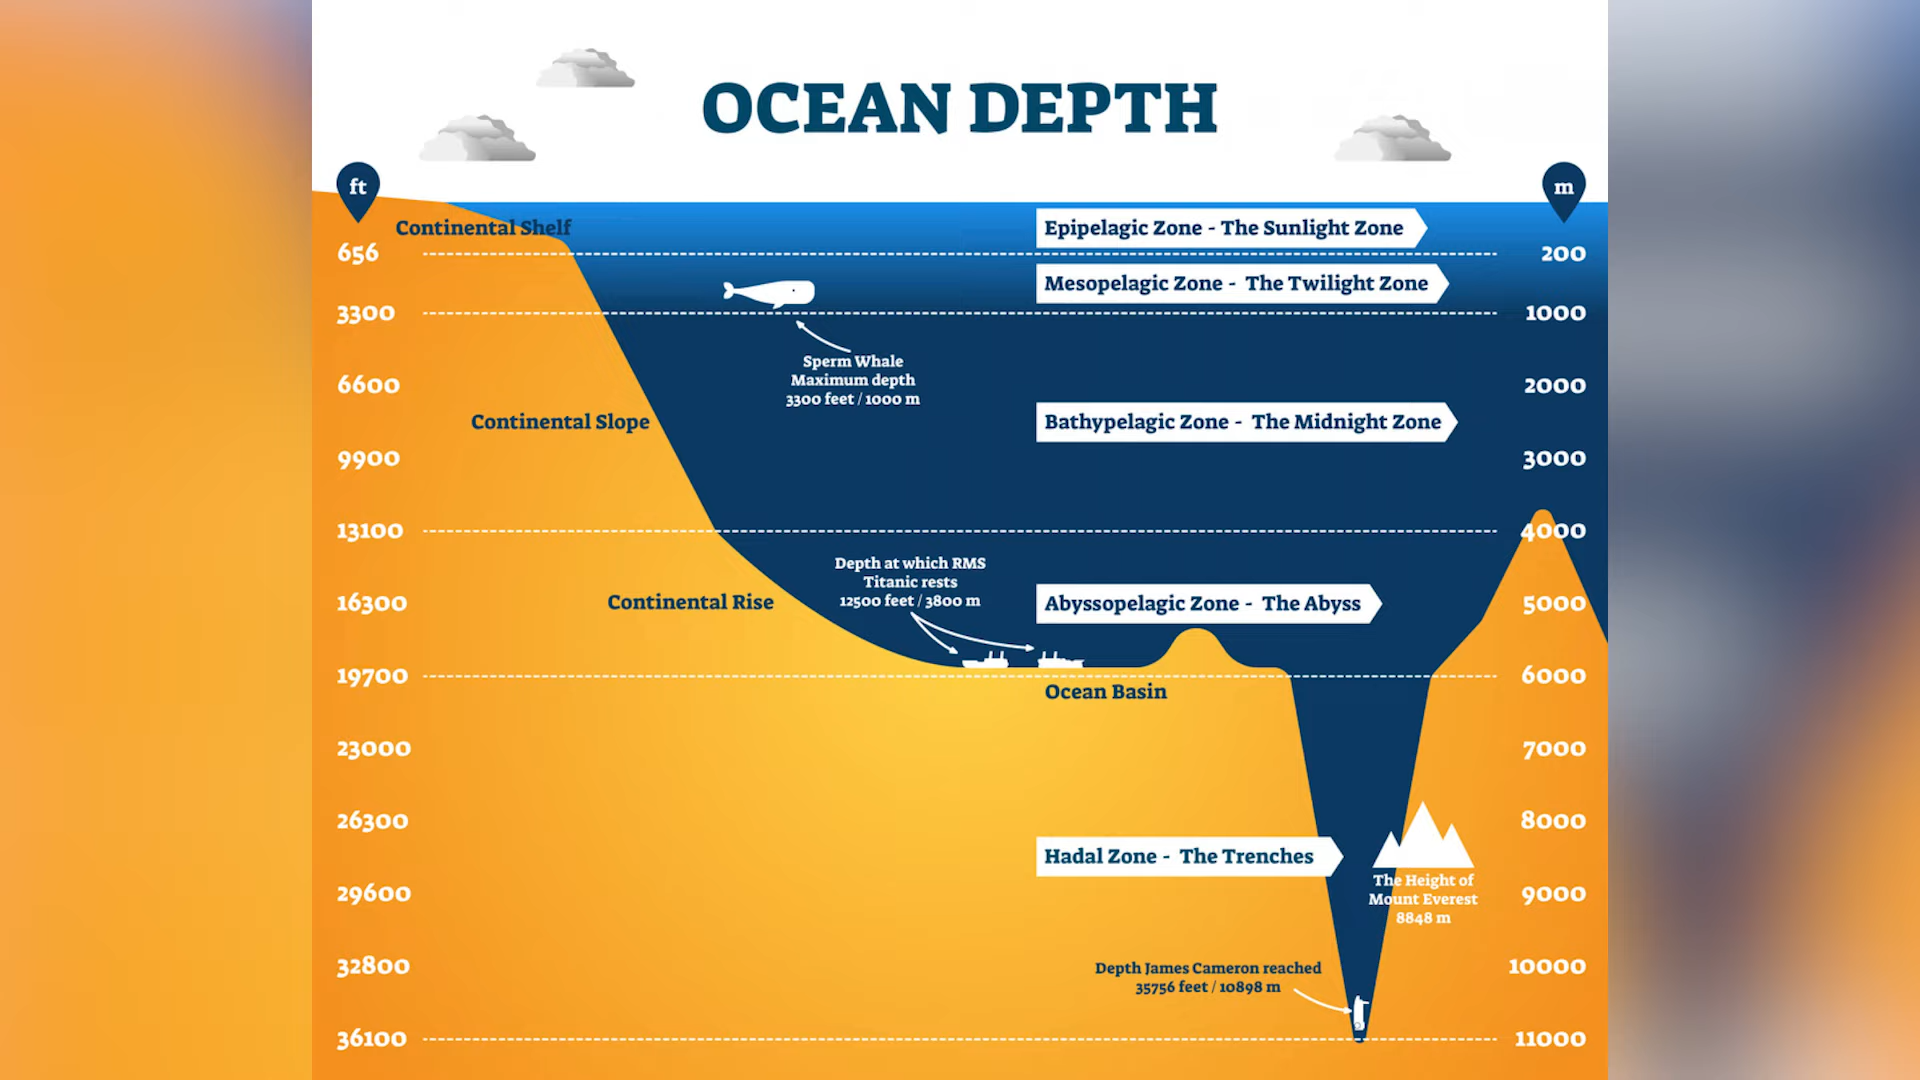 OCEAN DEPTH
ft
m
Continental Shelf
Epipelagic Zone - The Sunlight Zone
656
200
Mesopelagic Zone - The Twilight Zone
3300
1000
Sperm Whale
Maximum depth
3300 feet / 1000 m
6600
2000
Continental Slope
Bathypelagic Zone - The Midnight Zone
9900
3000
13100
4000
Depth at which RMS
Titanic rests
12500 feet / 3800 m
Continental Rise
Abyssopelagic Zone - The Abyss
16300
5000
19700
6000
Ocean Basin
23000
7000
26300
8000
Hadal Zone - The Trenches
The Height of
Mount Everest
8848 m
29600
9000
32800
10000
Depth James Cameron reached
35756 feet / 10898 m
36100
11000